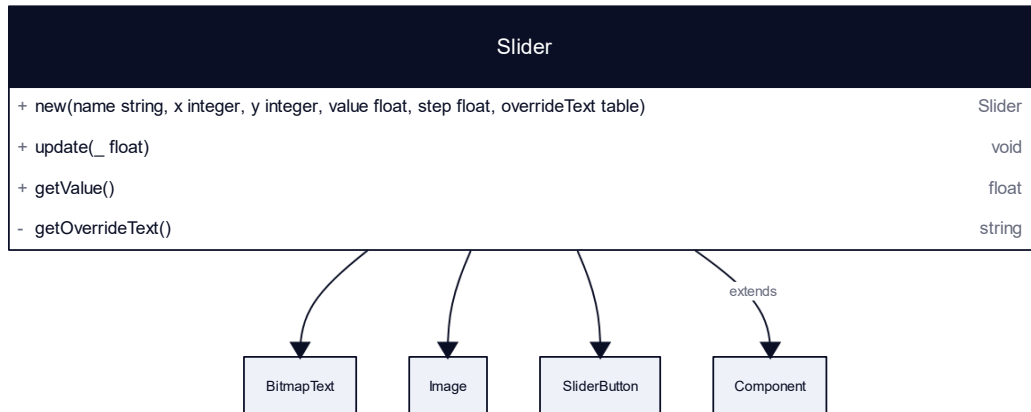 Slider
+ new(name string, x integer, y integer, value float, step float, overrideText table) Slider
+ update(_ float) void
+ getValue() float
- getOverrideText() string
extends
BitmapText Image SliderButton Component